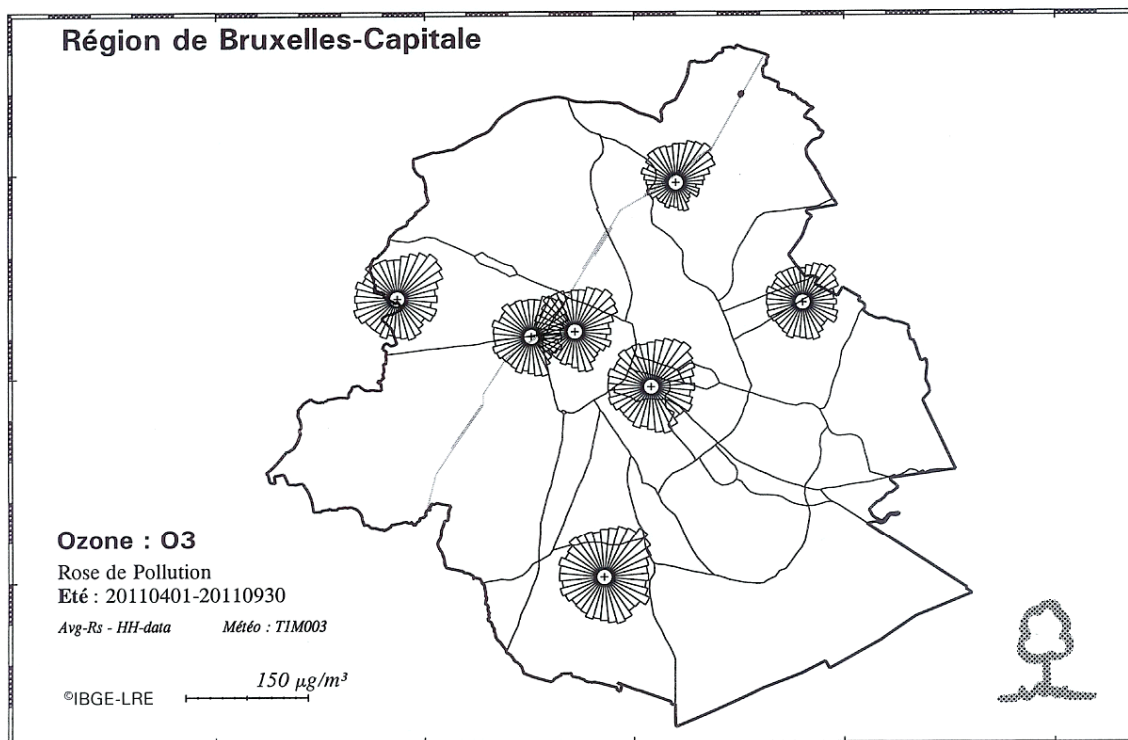 Région de Bruxelles-Capitale
Ozone : O3
Rose de Pollution
Eté : 20110401-20110930
Avg-Rs - HH-data Météo : T1M003
150 µg/m³
©IBGE-LRE